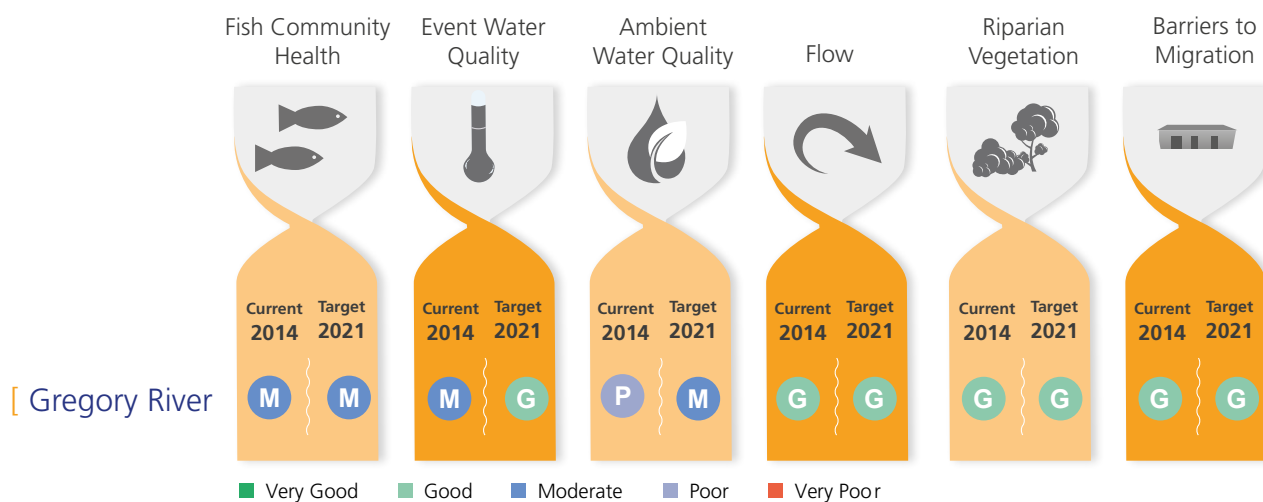 Fish Community
Health
Event Water
Quality
Ambient
Water Quality
Flow
Riparian
Vegetation
Barriers to
Migration
Current Target
2014 2021
Current Target
2014 2021
Current Target
2014 2021
Current Target
2014 2021
Current Target
2014 2021
Current Target
2014 2021
[ Gregory River
M M
M G
P M
G G
G G
G G
Very Good Good Moderate Poor Very Poor